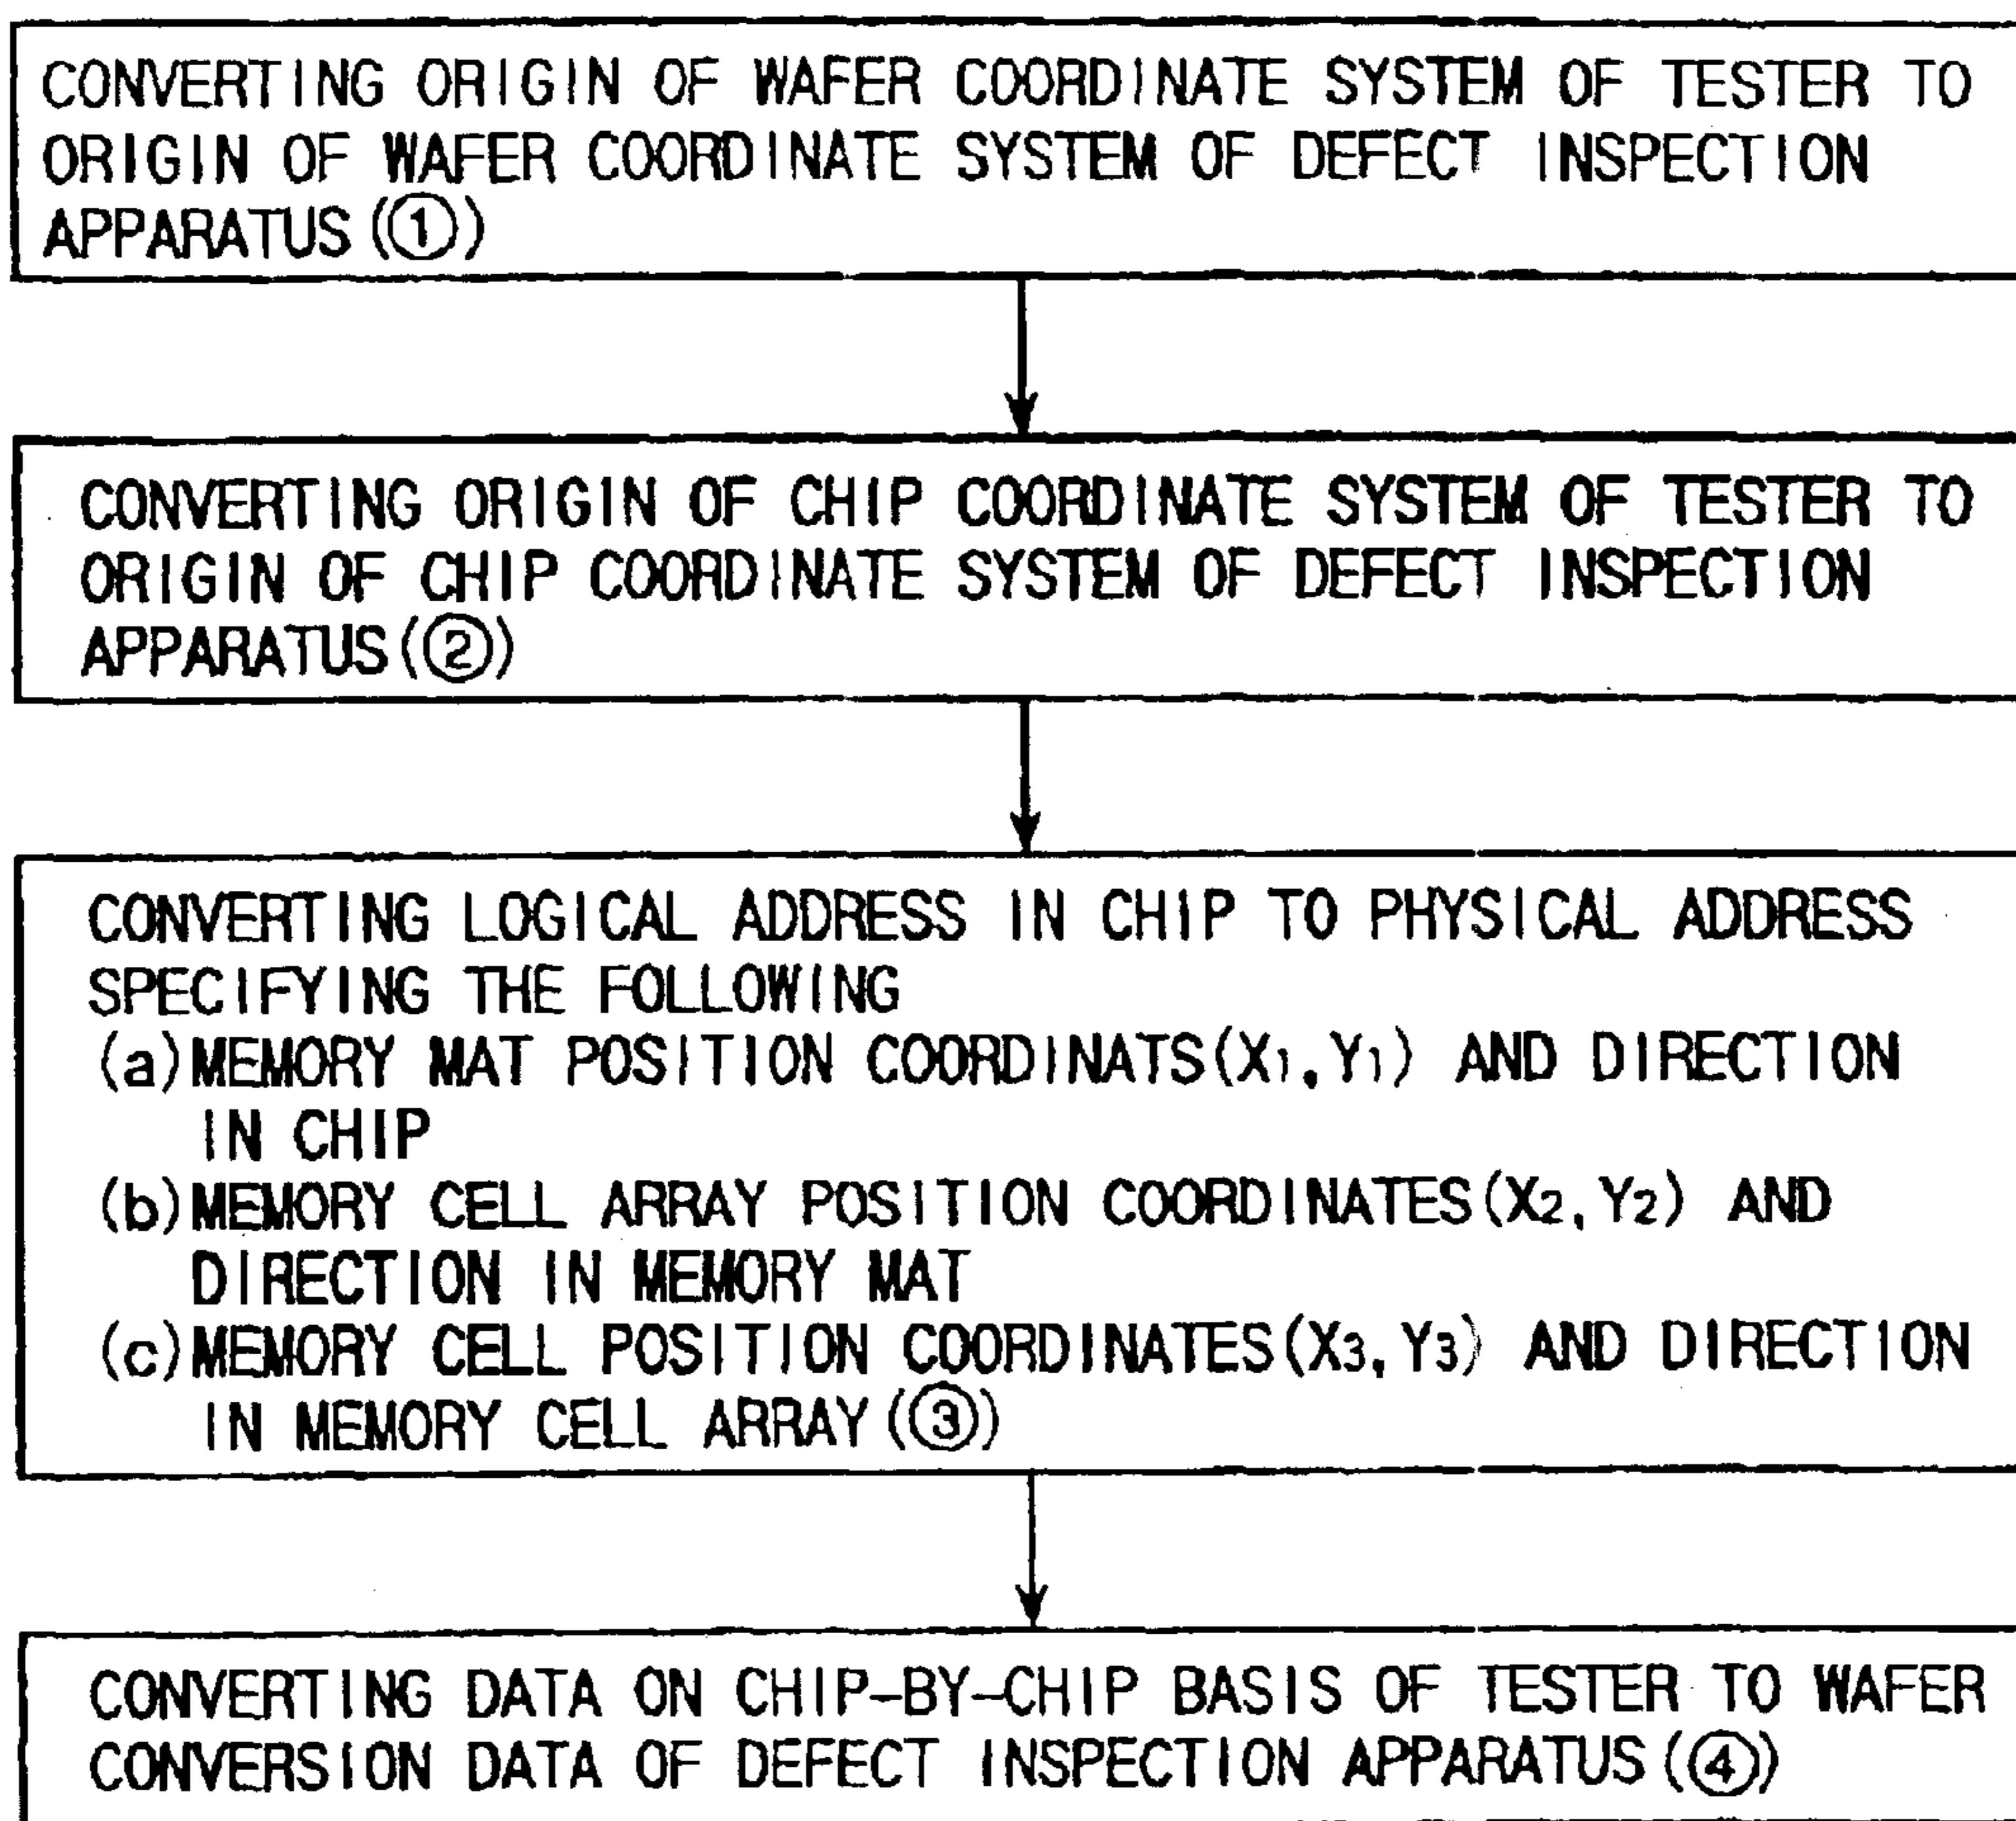 CONVERTING ORIGIN OF WAFER COORDINATE SYSTEM OF TESTER TO
ORIGIN OF WAFER COORDINATE SYSTEM OF DEFECT INSPECTION
APPARATUS(①)
CONVERTING ORIGIN OF CHIP COORDINATE SYSTEM OF TESTER TO
ORIGIN OF CHIP COORDINATE SYSTEM OF DEFECT INSPECTION
APPARATUS(②)
CONVERTING LOGICAL ADDRESS IN CHIP TO PHYSICAL ADDRESS
SPECIFYING THE FOLLOWING
(a)MEMORY MAT POSITION COORDINATS(X1,Y1) AND DIRECTION
IN CHIP
(b)MEMORY CELL ARRAY POSITION COORDINATES(X2,Y2) AND
DIRECTION IN MEMORY MAT
(c)MEMORY CELL POSITION COORDINATES(X3,Y3) AND DIRECTION
IN MEMORY CELL ARRAY(③)
CONVERTING DATA ON CHIP-BY-CHIP BASIS OF TESTER TO WAFER
CONVERSION DATA OF DEFECT INSPECTION APPARATUS(④)